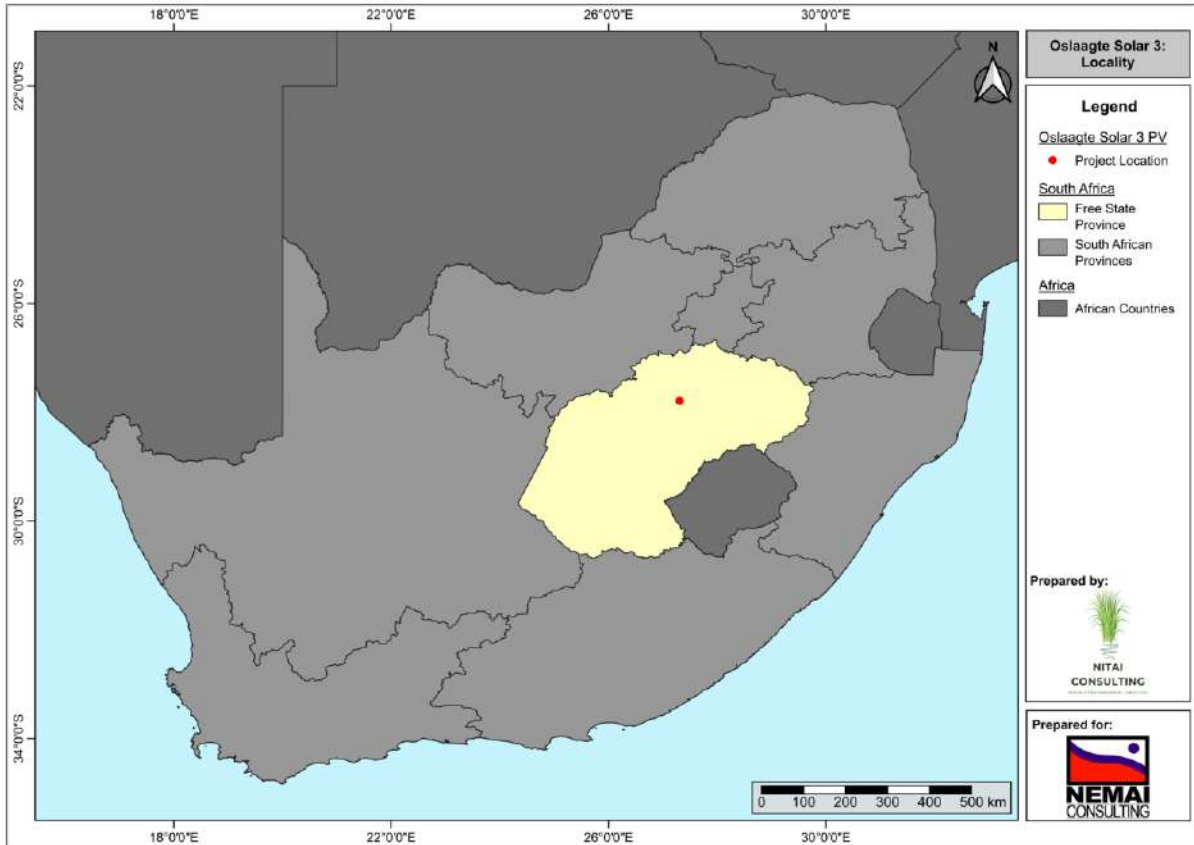 18°0'0"E 22°0'0"E 26°0'0"E 30°0'0"E
22°0'0"S
26°0'0"S
30°0'0"S
34°0'0"S
N
0 100 200 300 400 500 km
18°0'0"E 22°0'0"E 26°0'0"E 30°0'0"E
Oslaagte Solar 3:
Locality
Legend
Oslaagte Solar 3 PV
Project Location
South Africa
Free State
Province
South African
Provinces
Africa
African Countries
Prepared by:
NITAI
CONSULTING
Prepared for:
NEMAI
CONSULTING